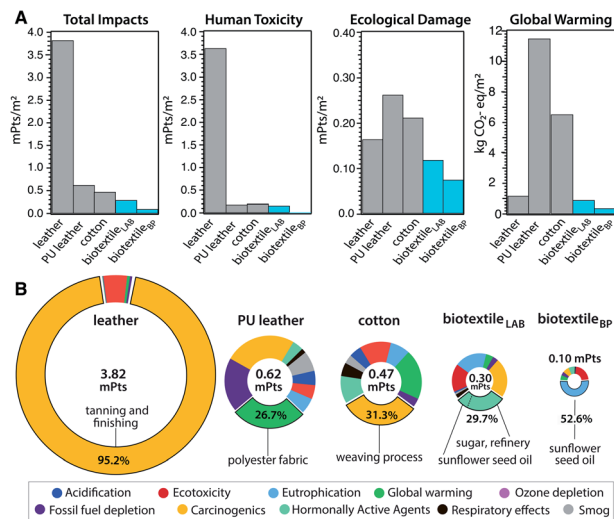 A
Total Impacts
Human Toxicity
Ecological Damage
Global Warming
mPts/m²
4.0
3.5
3.0
2.5
2.0
1.5
1.0
0.5
0.0
leather
PU leather
cotton
biotextileLAB
biotextileBP
mPts/m²
4.0
3.5
3.0
2.5
2.0
1.5
1.0
0.5
0.0
leather
PU leather
cotton
biotextileLAB
biotextileBP
mPts/m²
0.40
0.30
0.20
0.10
0.00
leather
PU leather
cotton
biotextileLAB
biotextileBP
kg CO₂- eq/m²
12
10
8
6
4
2
0
leather
PU leather
cotton
biotextileLAB
biotextileBP
B
leather
3.82
mPts
tanning and
finishing
95.2%
PU leather
0.62
mPts
26.7%
polyester fabric
cotton
0.47
mPts
31.3%
weaving process
biotextileLAB
0.30
mPts
29.7%
sugar, refinery
sunflower seed oil
biotextileBP
0.10 mPts
52.6%
sunflower
seed oil
Acidification Ecotoxicity Eutrophication Global warming Ozone depletion
Fossil fuel depletion Carcinogenics Hormonally Active Agents Respiratory effects Smog